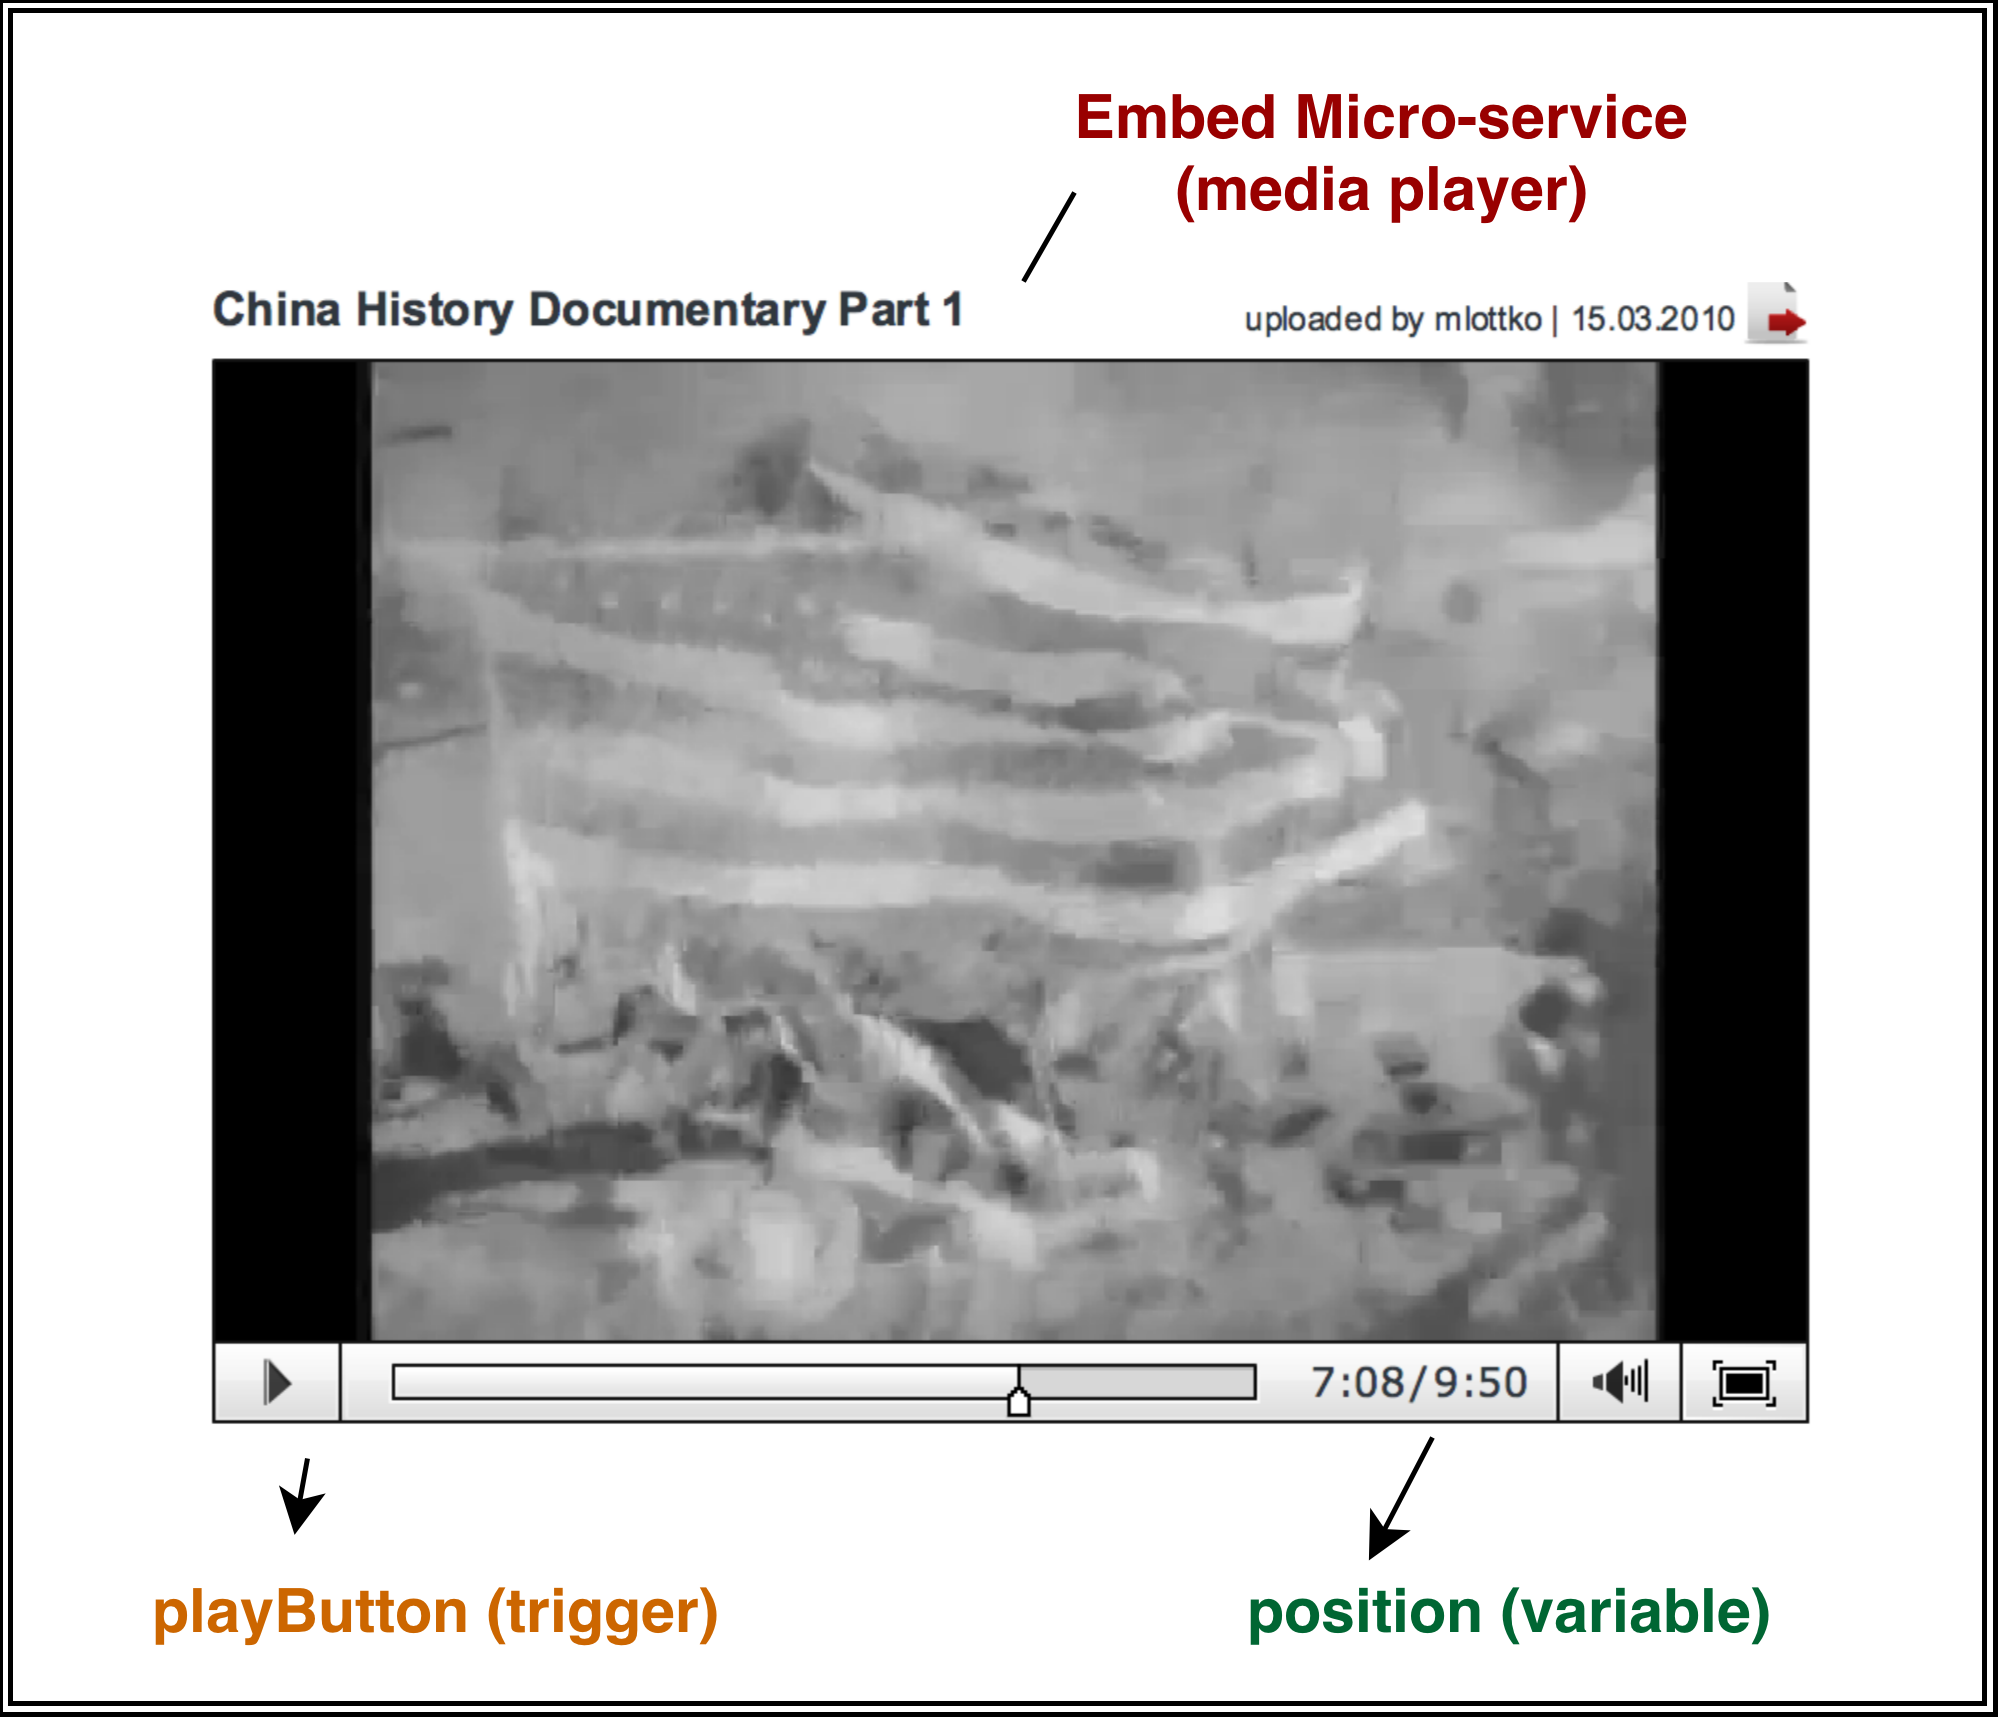 Embed Micro-service
(media player)
China History Documentary Part 1
uploaded by mlottko | 15.03.2010
7:08/9:50
playButton (trigger)
position (variable)